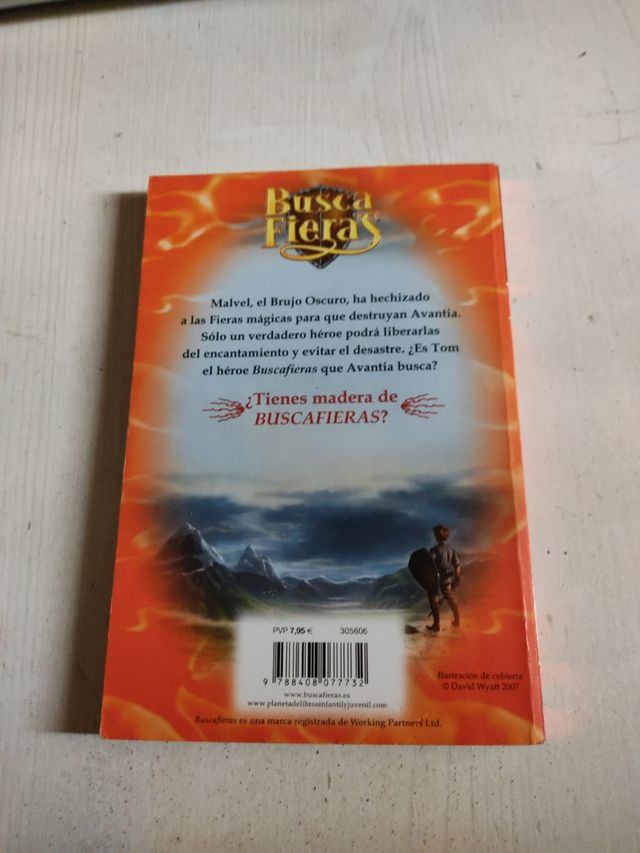 Busca
Fieras
Malvel, el Brujo Oscuro, ha hechizado
a las Fieras mágicas para que destruyan Avantia.
Sólo un verdadero héroe podrá liberarlas
del encantamiento y evitar el desastre. ¿Es Tom
el héroe Buscafieras que Avantia busca?
¿Tienes madera de
BUSCAFIERAS?
PVP 7,95 € 305606
9 788408 077732
www.buscafieras.es
www.planetadelibrosinfantilyjuvenil.com
Ilustración de cubierta
© David Wyatt 2007
Buscafieras es una marca registrada de Working Partners Ltd.